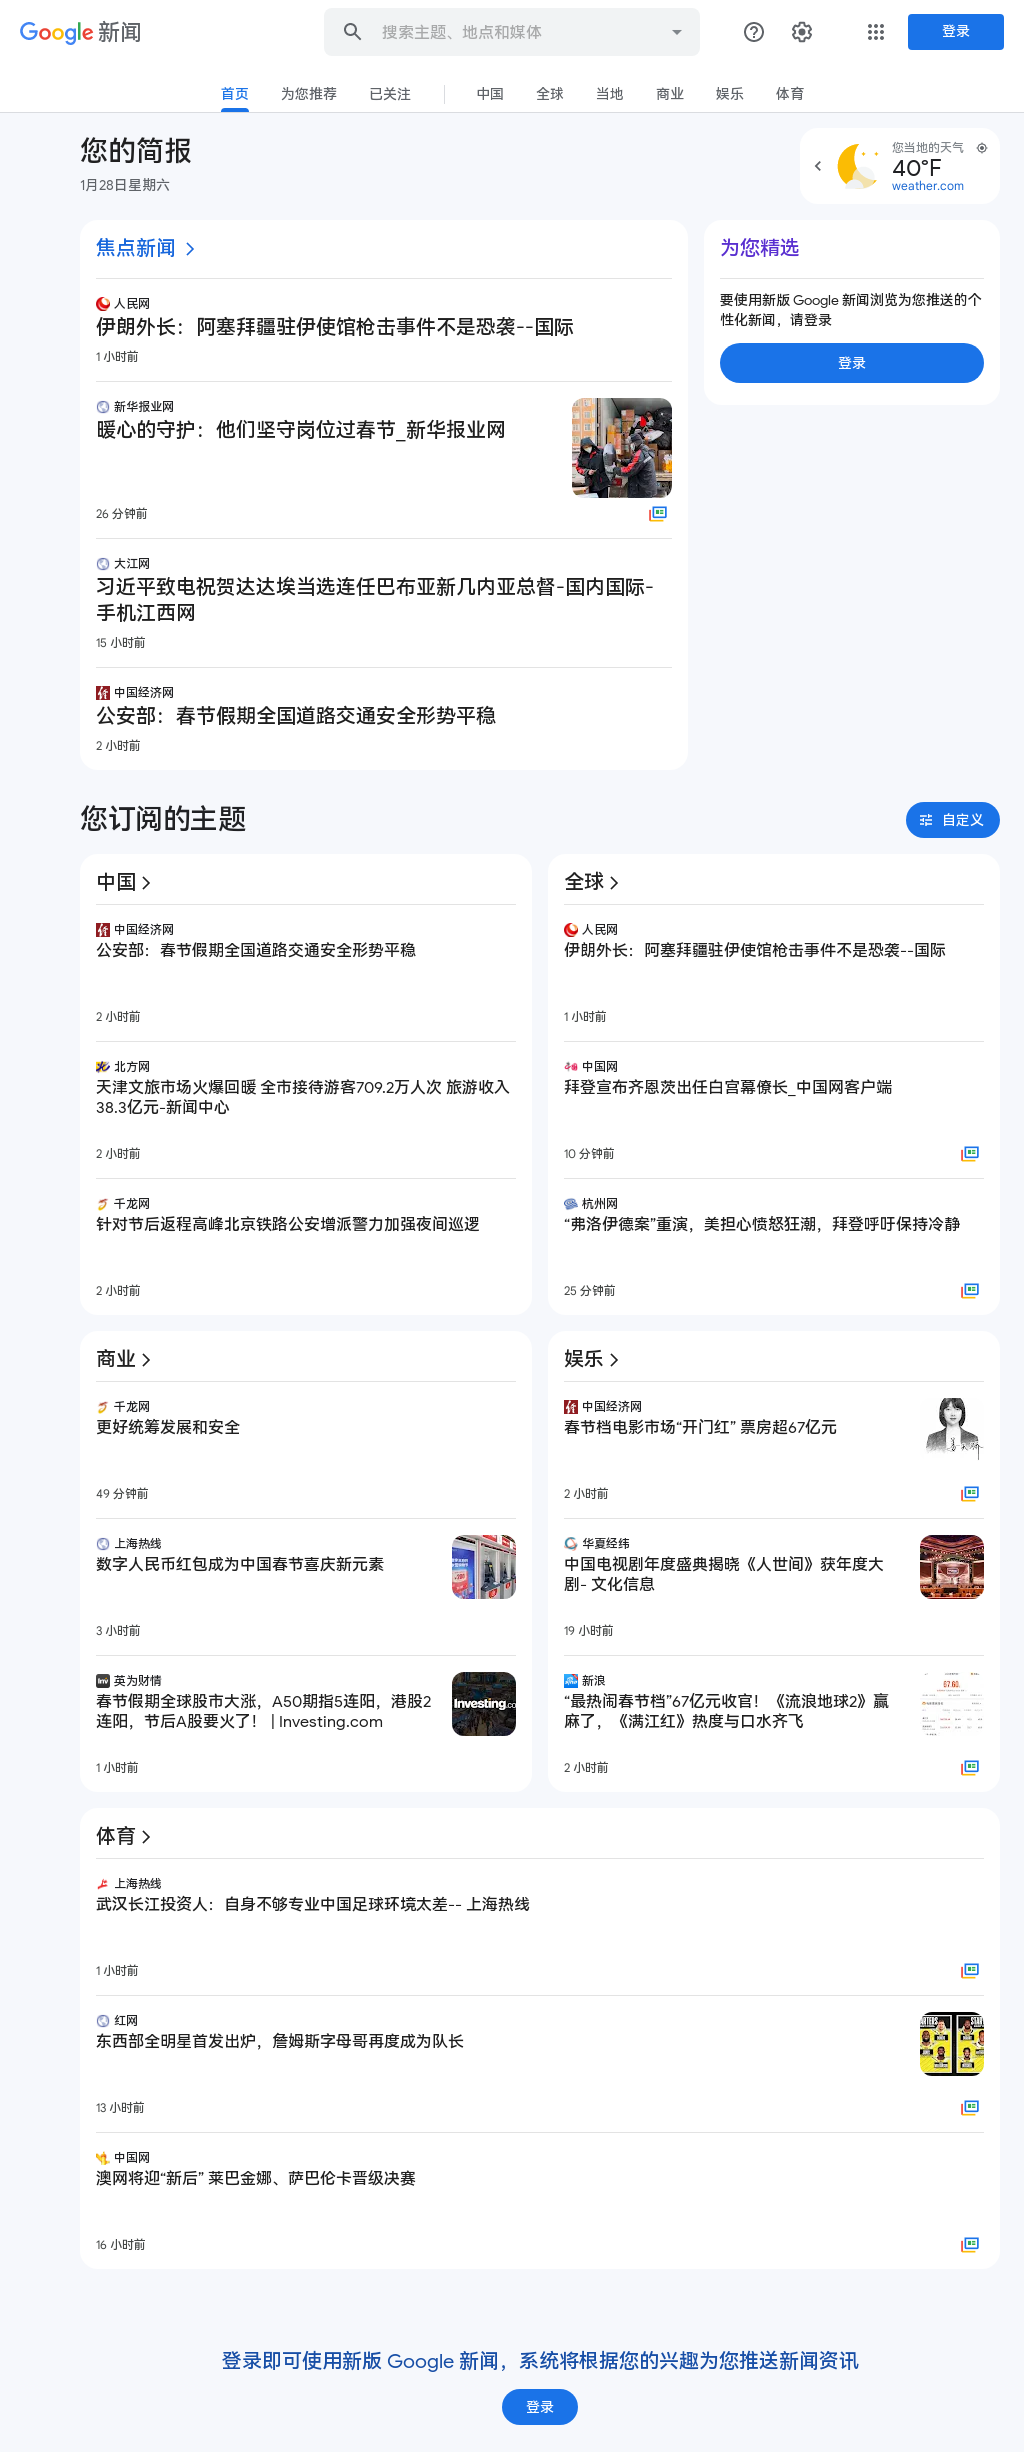 Google 新闻
搜索主题、地点和媒体
登录
首页
为您推荐
已关注
中国
全球
当地
商业
娱乐
体育
您的简报
1月28日星期六
您当地的天气
40°F
weather.com
焦点新闻
人民网
伊朗外长：阿塞拜疆驻伊使馆枪击事件不是恐袭--国际
1 小时前
新华报业网
暖心的守护：他们坚守岗位过春节_新华报业网
26 分钟前
大江网
习近平致电祝贺达达埃当选连任巴布亚新几内亚总督-国内国际-
手机江西网
15 小时前
中国经济网
公安部：春节假期全国道路交通安全形势平稳
2 小时前
为您精选
要使用新版 Google 新闻浏览为您推送的个
性化新闻，请登录
登录
您订阅的主题
自定义
中国
中国经济网
公安部：春节假期全国道路交通安全形势平稳
2 小时前
北方网
天津文旅市场火爆回暖 全市接待游客709.2万人次 旅游收入
38.3亿元-新闻中心
2 小时前
千龙网
针对节后返程高峰北京铁路公安增派警力加强夜间巡逻
2 小时前
全球
人民网
伊朗外长：阿塞拜疆驻伊使馆枪击事件不是恐袭--国际
1 小时前
中国网
拜登宣布齐恩茨出任白宫幕僚长_中国网客户端
10 分钟前
杭州网
“弗洛伊德案”重演，美担心愤怒狂潮，拜登呼吁保持冷静
25 分钟前
商业
千龙网
更好统筹发展和安全
49 分钟前
上海热线
数字人民币红包成为中国春节喜庆新元素
3 小时前
英为财情
春节假期全球股市大涨，A50期指5连阳，港股2
连阳，节后A股要火了！ | Investing.com
Investing.co
1 小时前
娱乐
中国经济网
春节档电影市场“开门红” 票房超67亿元
2 小时前
华夏经纬
中国电视剧年度盛典揭晓《人世间》获年度大
剧- 文化信息
19 小时前
新浪
“最热闹春节档”67亿元收官！《流浪地球2》赢
麻了，《满江红》热度与口水齐飞
67.60
2 小时前
体育
上海热线
武汉长江投资人：自身不够专业中国足球环境太差-- 上海热线
1 小时前
红网
东西部全明星首发出炉，詹姆斯字母哥再度成为队长
13 小时前
中国网
澳网将迎“新后” 莱巴金娜、萨巴伦卡晋级决赛
16 小时前
登录即可使用新版 Google 新闻，系统将根据您的兴趣为您推送新闻资讯
登录